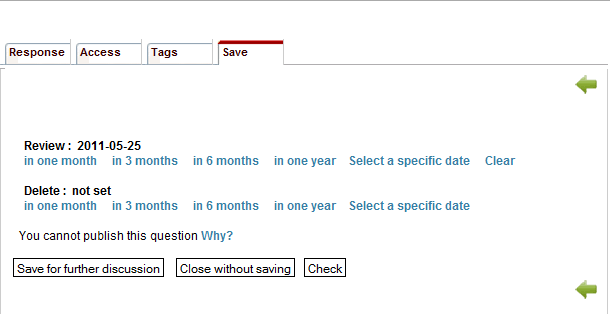 Response Access Tags Save
Review : 2011-05-25
in one month in 3 months in 6 months in one year Select a specific date Clear
Delete : not set
in one month in 3 months in 6 months in one year Select a specific date
You cannot publish this question Why?
Save for further discussion Close without saving Check